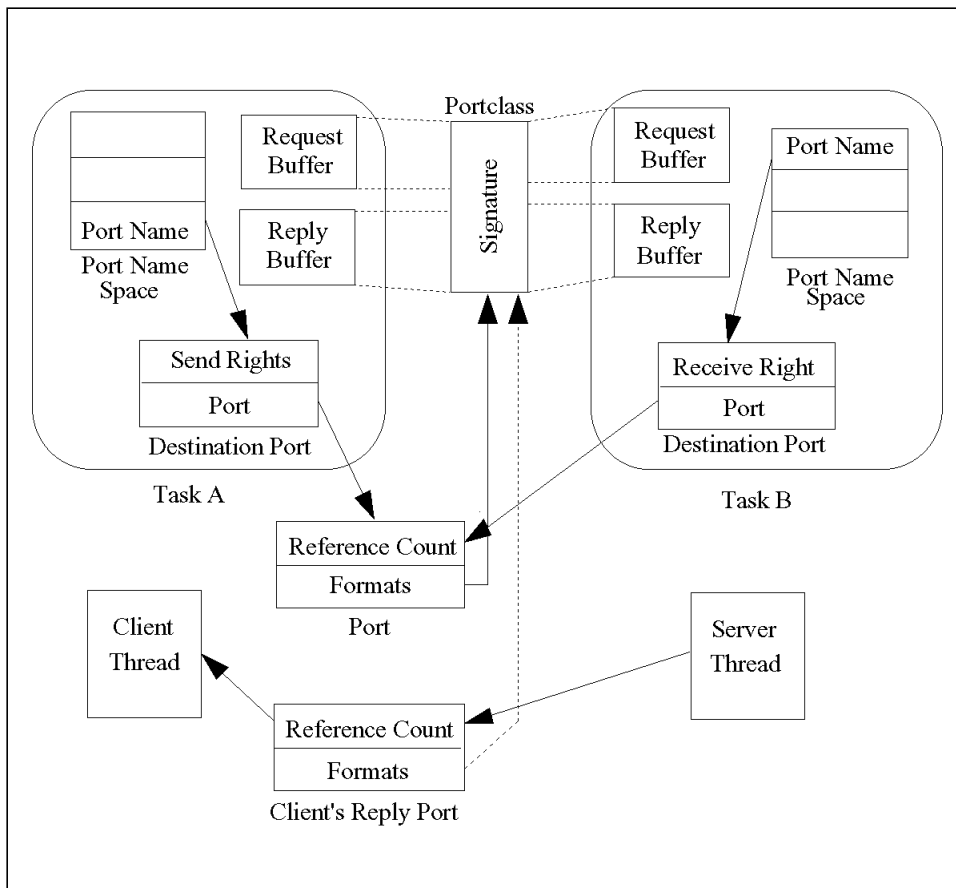 Portclass
Request
Buffer
Reply
Buffer
Signature
Request
Buffer
Reply
Buffer
Port Name
Port Name
Space
Port Name
Port Name
Space
Send Rights
Port
Destination Port
Task A
Receive Right
Port
Destination Port
Task B
Reference Count
Formats
Port
Client
Thread
Server
Thread
Reference Count
Formats
Client's Reply Port